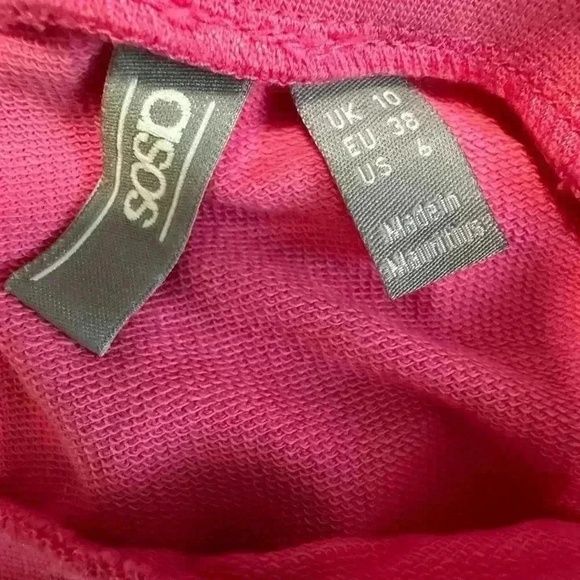 asos
UK 10
EU 38
US 6
Made in
Mauritius